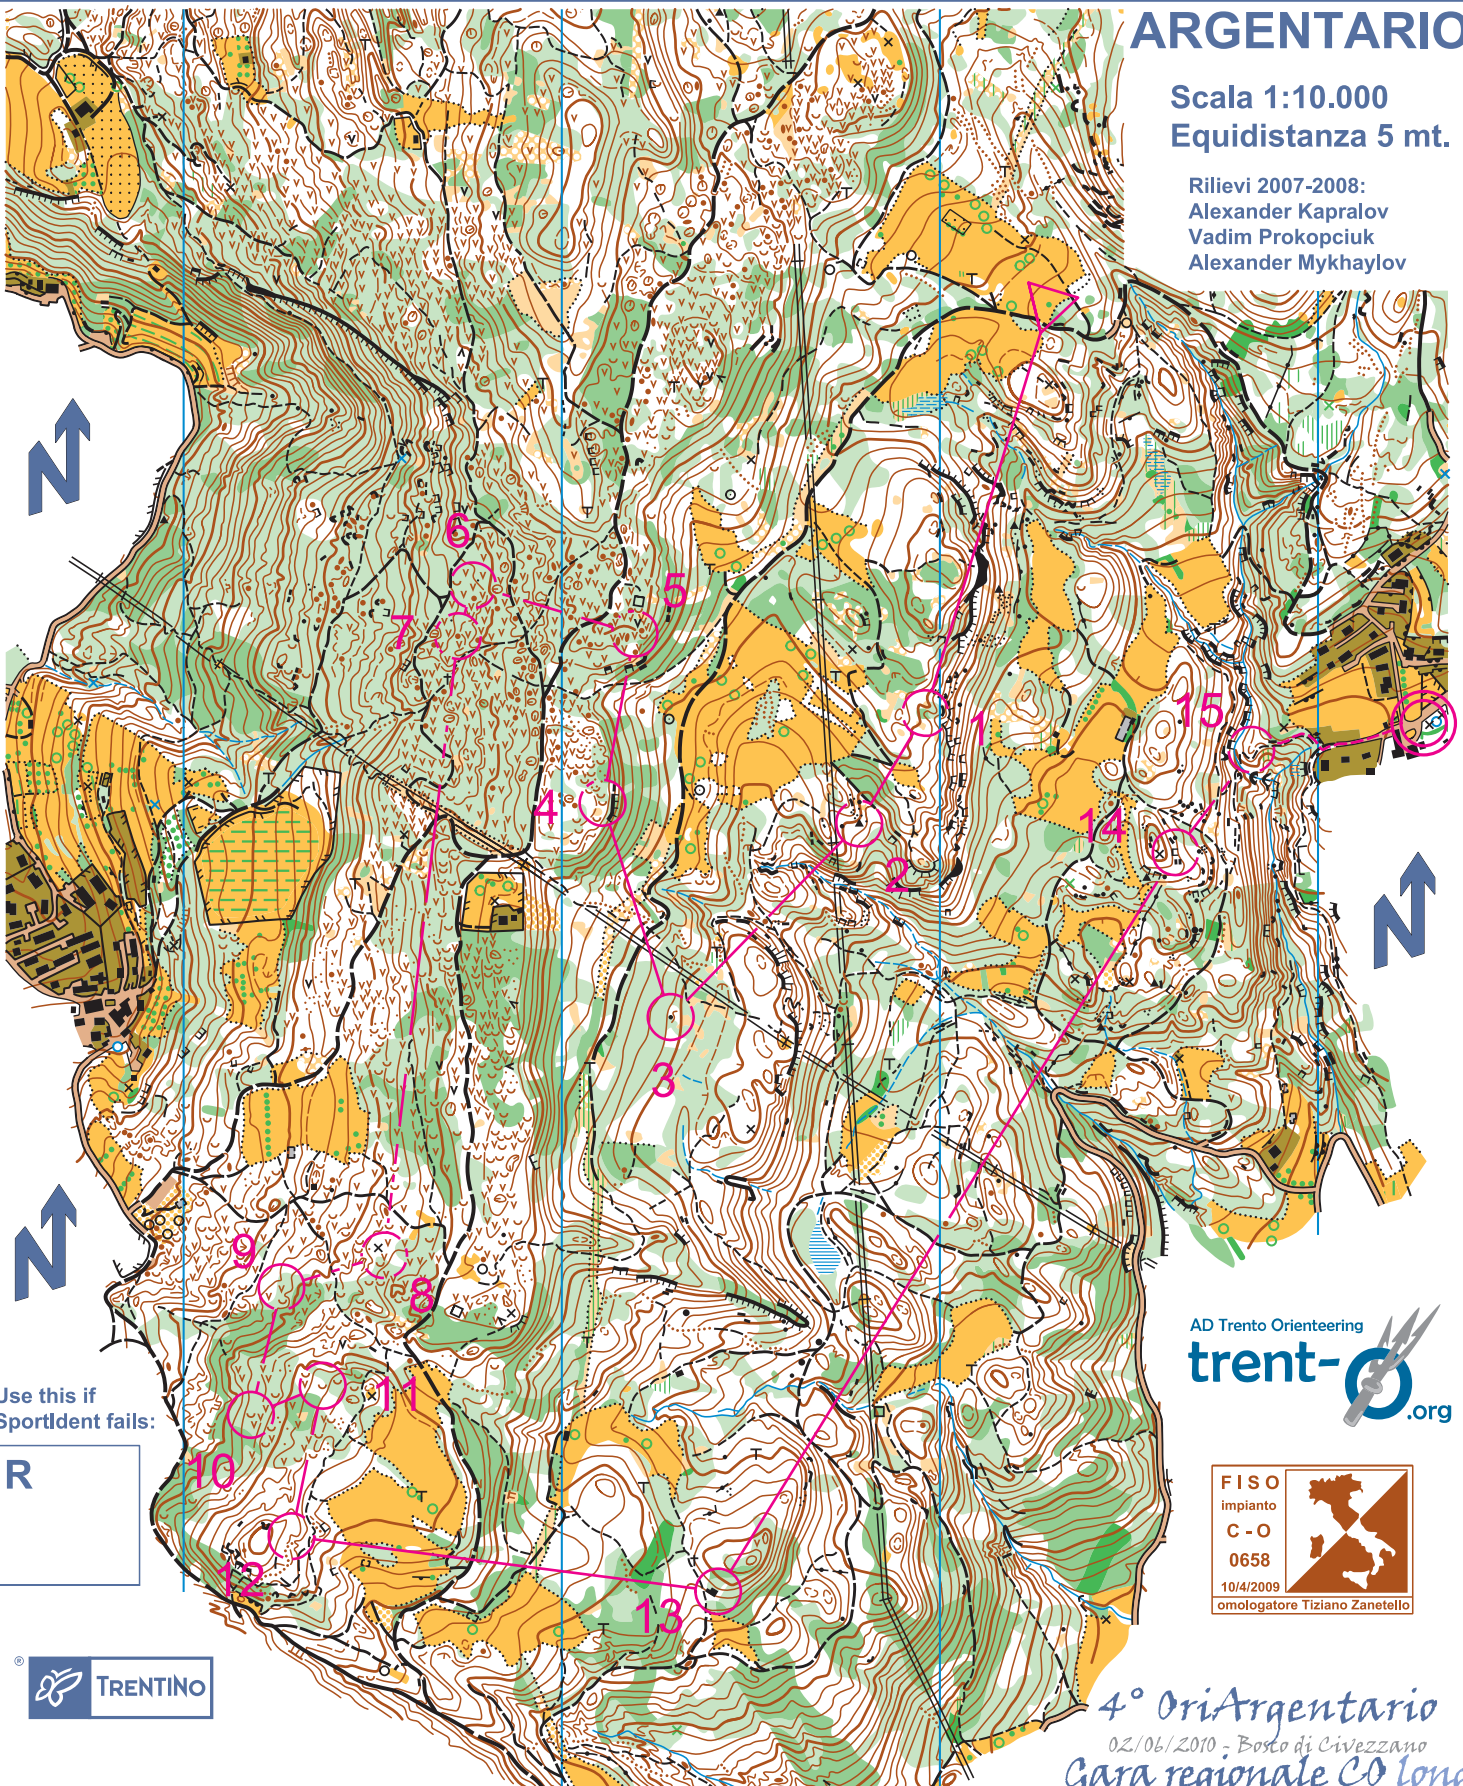 ARGENTARIO
Scala 1:10.000
Equidistanza 5 mt.
Rilievi 2007-2008:
Alexander Kapralov
Vadim Prokopciuk
Alexander Mykhaylov
N
6
5
7
15
1
4
14
2
N
3
N
9
8
AD Trento Orienteering
trent-O
.org
Use this if
SportIdent fails:
11
10
R
FISO
impianto
C-O
0658
10/4/2009
omologatore Tiziano Zanetello
12
13
® TRENTINO
4° OriArgentario
02/06/2010 - Bosco di Civezzano
Gara regionale CO long